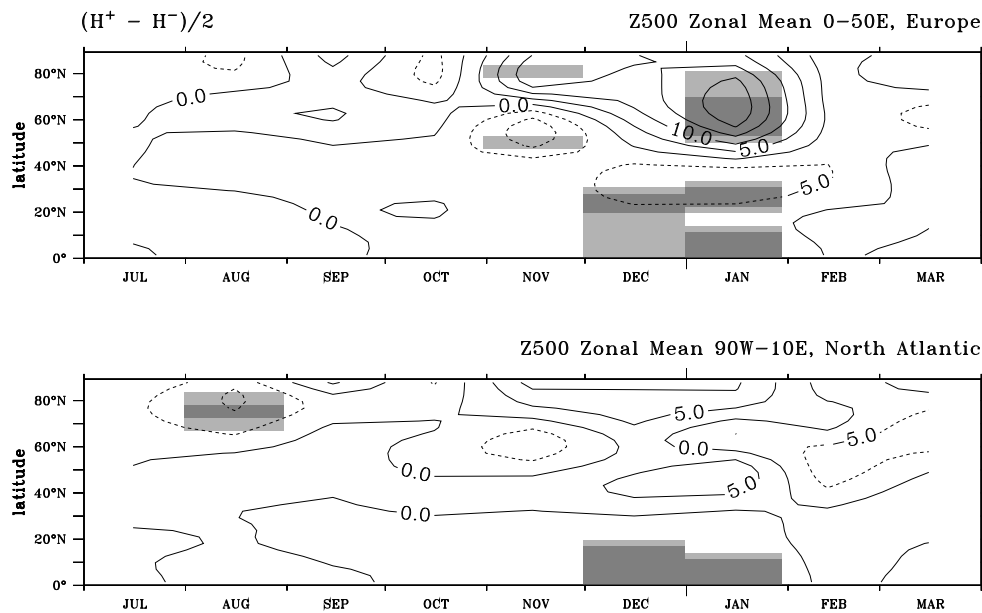 (H⁺ − H⁻)/2 Z500 Zonal Mean 0−50E, Europe
80°N
60°N
40°N
20°N
0°
latitude
0.0
0.0
0.0
10.0
5.0
−5.0
JUL AUG SEP OCT NOV DEC JAN FEB MAR
Z500 Zonal Mean 90W−10E, North Atlantic
80°N
60°N
40°N
20°N
0°
latitude
5.0
0.0
−5.0
0.0
5.0
0.0
JUL AUG SEP OCT NOV DEC JAN FEB MAR